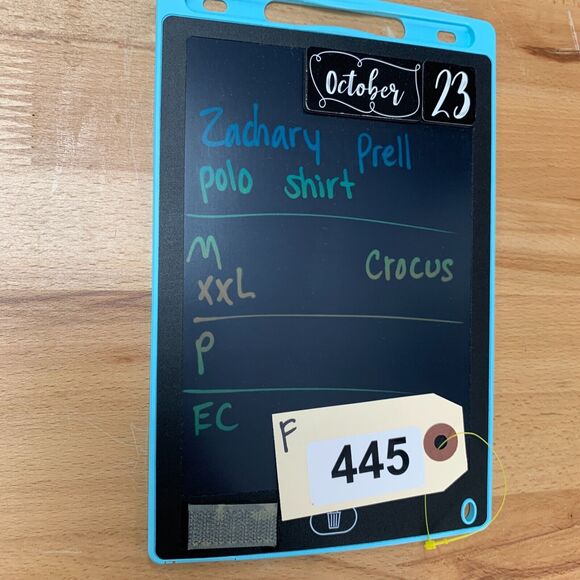 October 23
Zachary Prell
polo shirt
M Crocus
XXL
P
EC
F
445